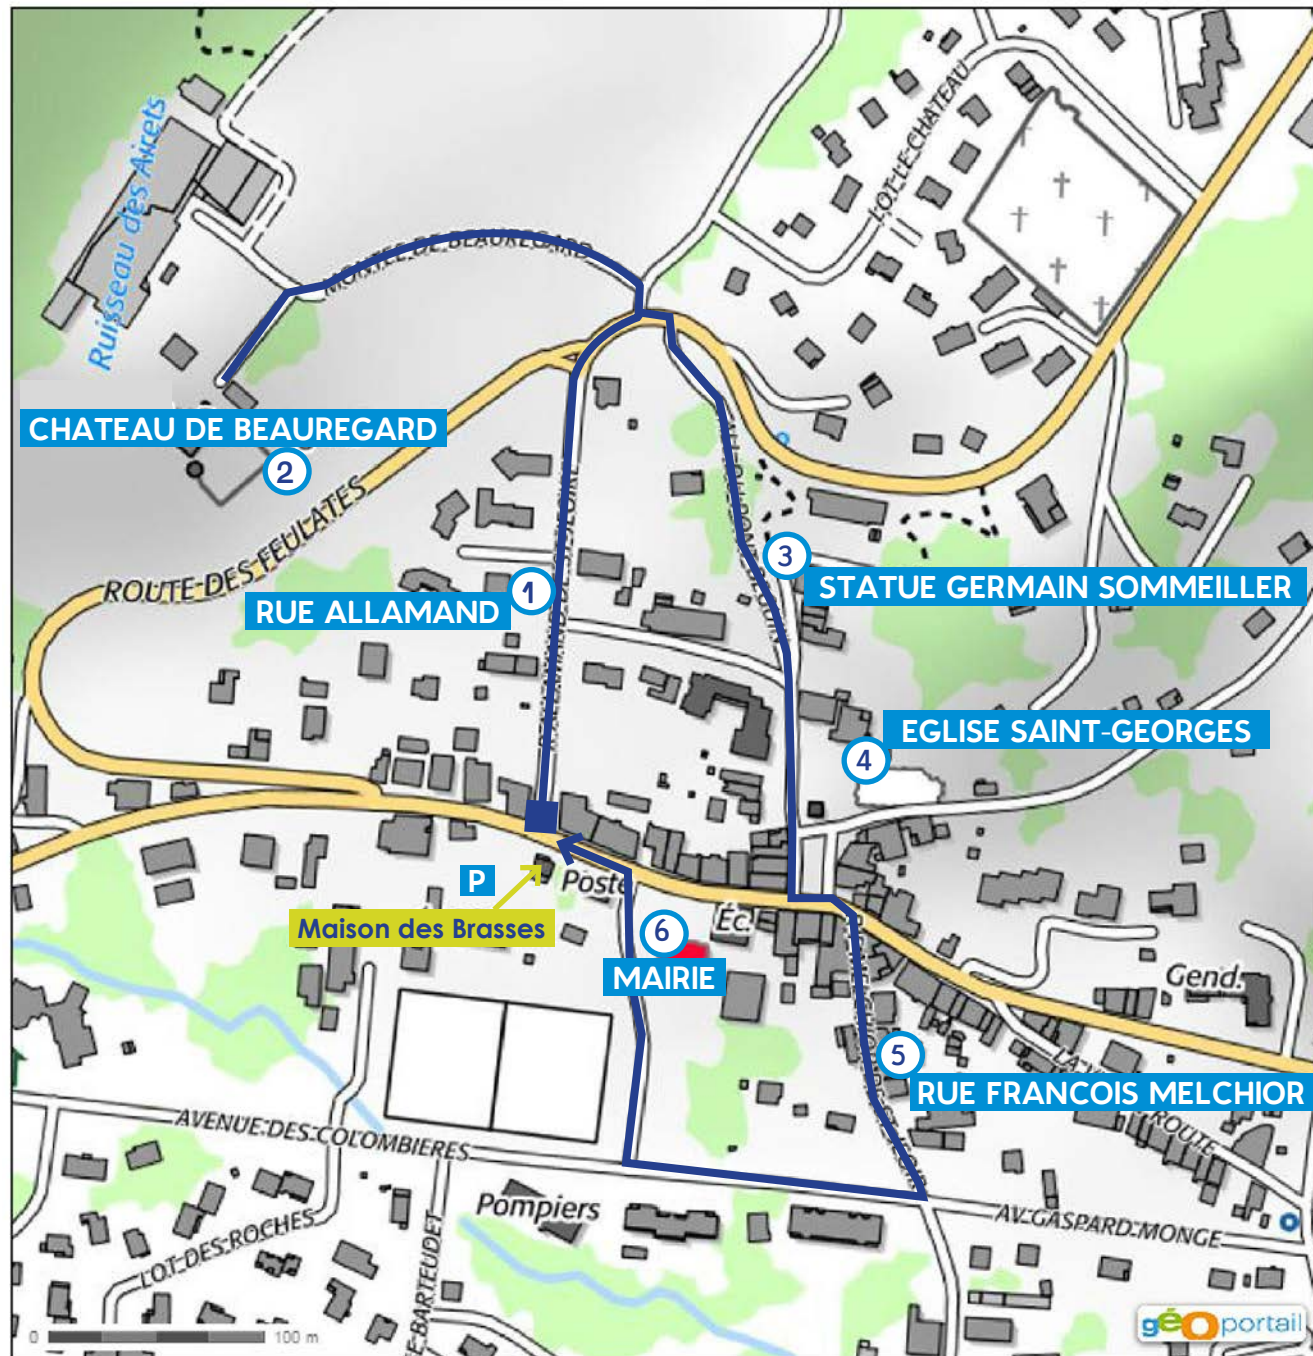 Ruisseau des Aicets
LOT LE CHATEAU
MONTEE DE BEAUREGARD
CHATEAU DE BEAUREGARD
2
ROUTE DES FEULATES
3
STATUE GERMAIN SOMMEILLER
1
RUE ALLAMAND
EGLISE SAINT-GEORGES
4
P
Poste
Maison des Brasses
Éc.
6
MAIRIE
Gend.
5
RUE FRANCOIS MELCHIOR
LA
ROUTE
AVENUE DES COLOMBIERES
Pompiers
AV GASPARD MONGE
LOT DES ROCHES
BARTEUDET
0
100 m
géOportail